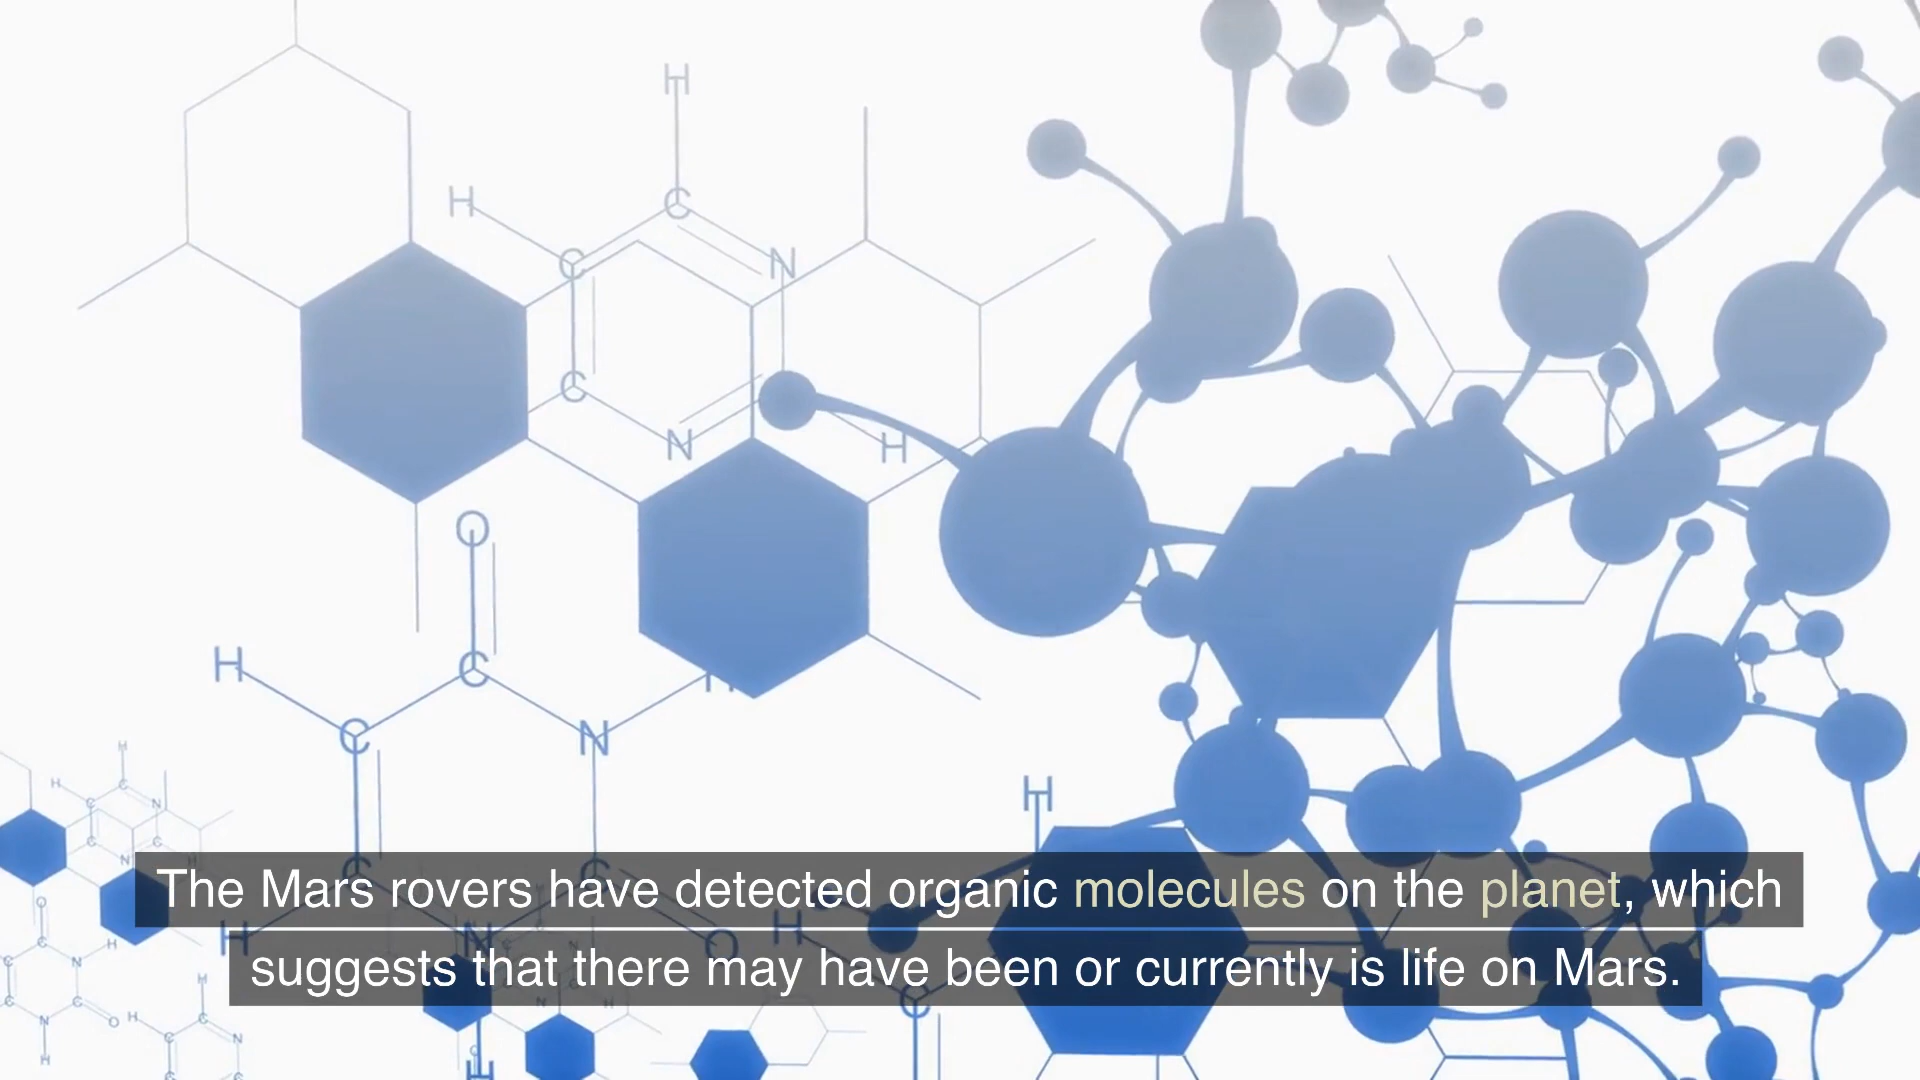 H
H
C
C
N
C
N
H
O
H
C
C
N
H
The Mars rovers have detected organic molecules on the planet, which
suggests that there may have been or currently is life on Mars.